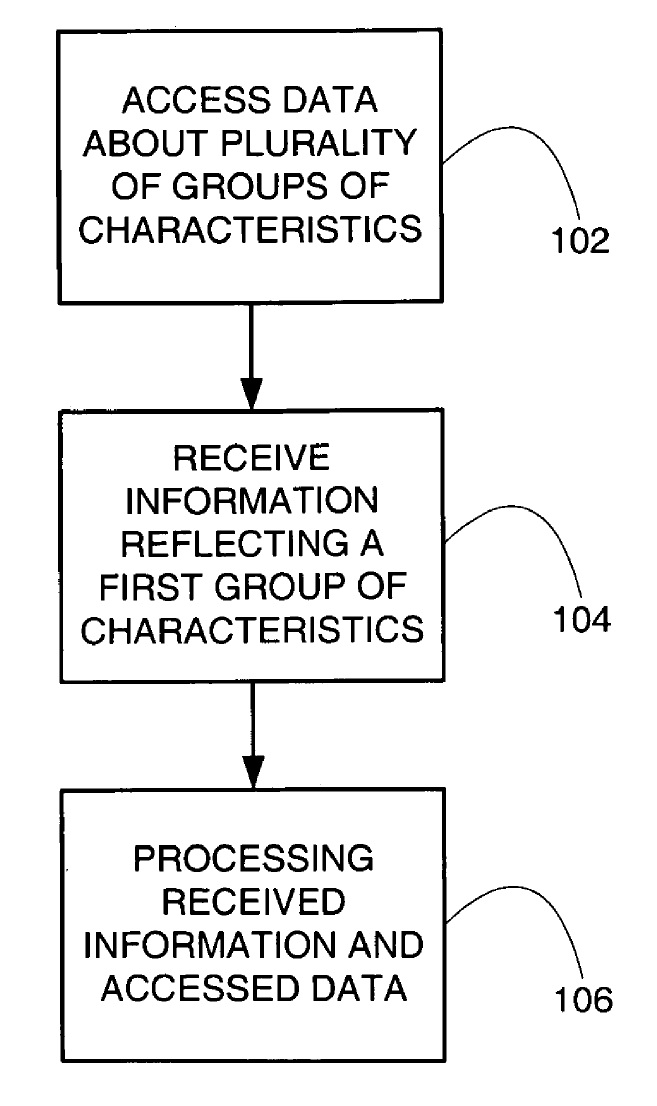 ACCESS DATA
ABOUT PLURALITY
OF GROUPS OF
CHARACTERISTICS
102
RECEIVE
INFORMATION
REFLECTING A
FIRST GROUP OF
CHARACTERISTICS
104
PROCESSING
RECEIVED
INFORMATION AND
ACCESSED DATA
106